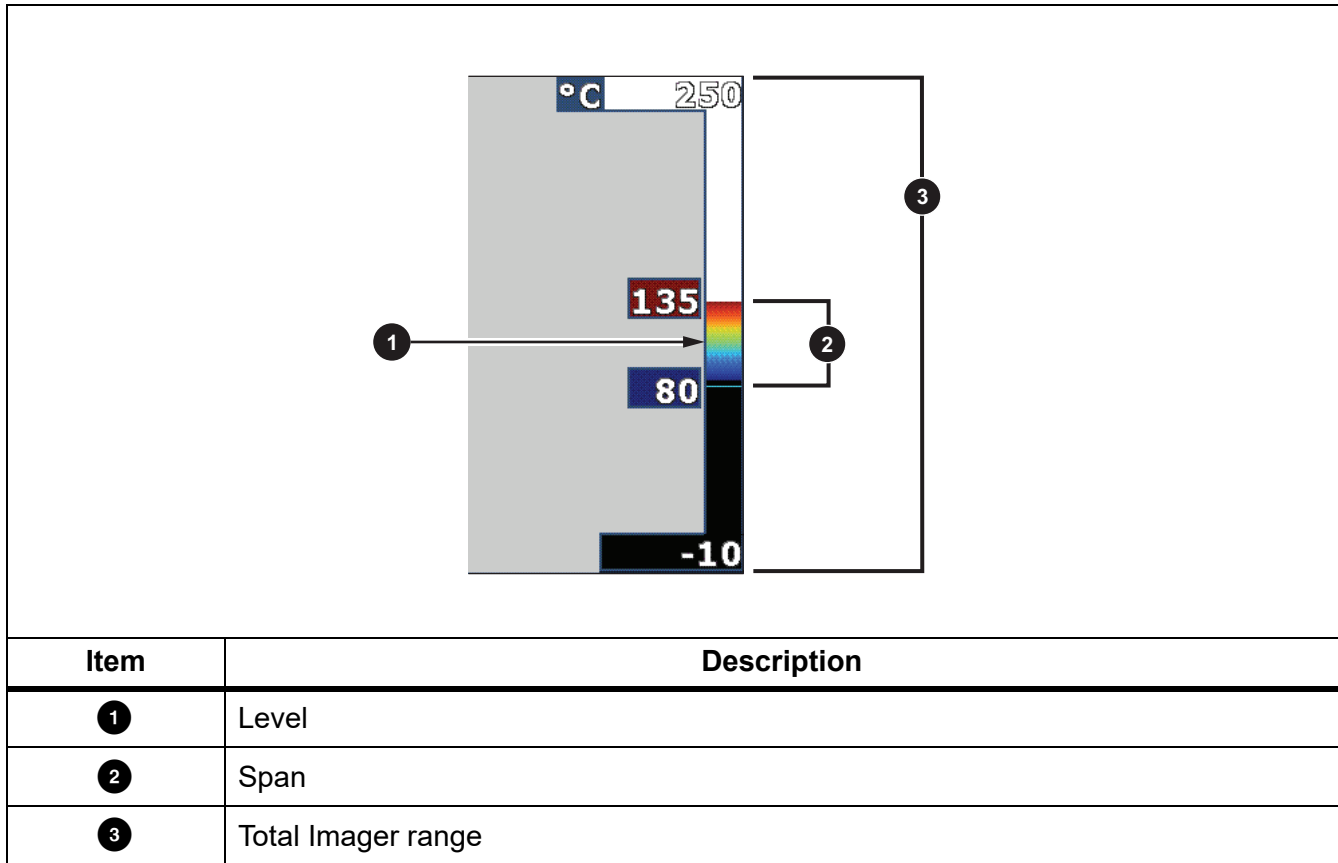 °C 250
3
135
1
2
80
-10
Item Description
1 Level
2 Span
3 Total Imager range